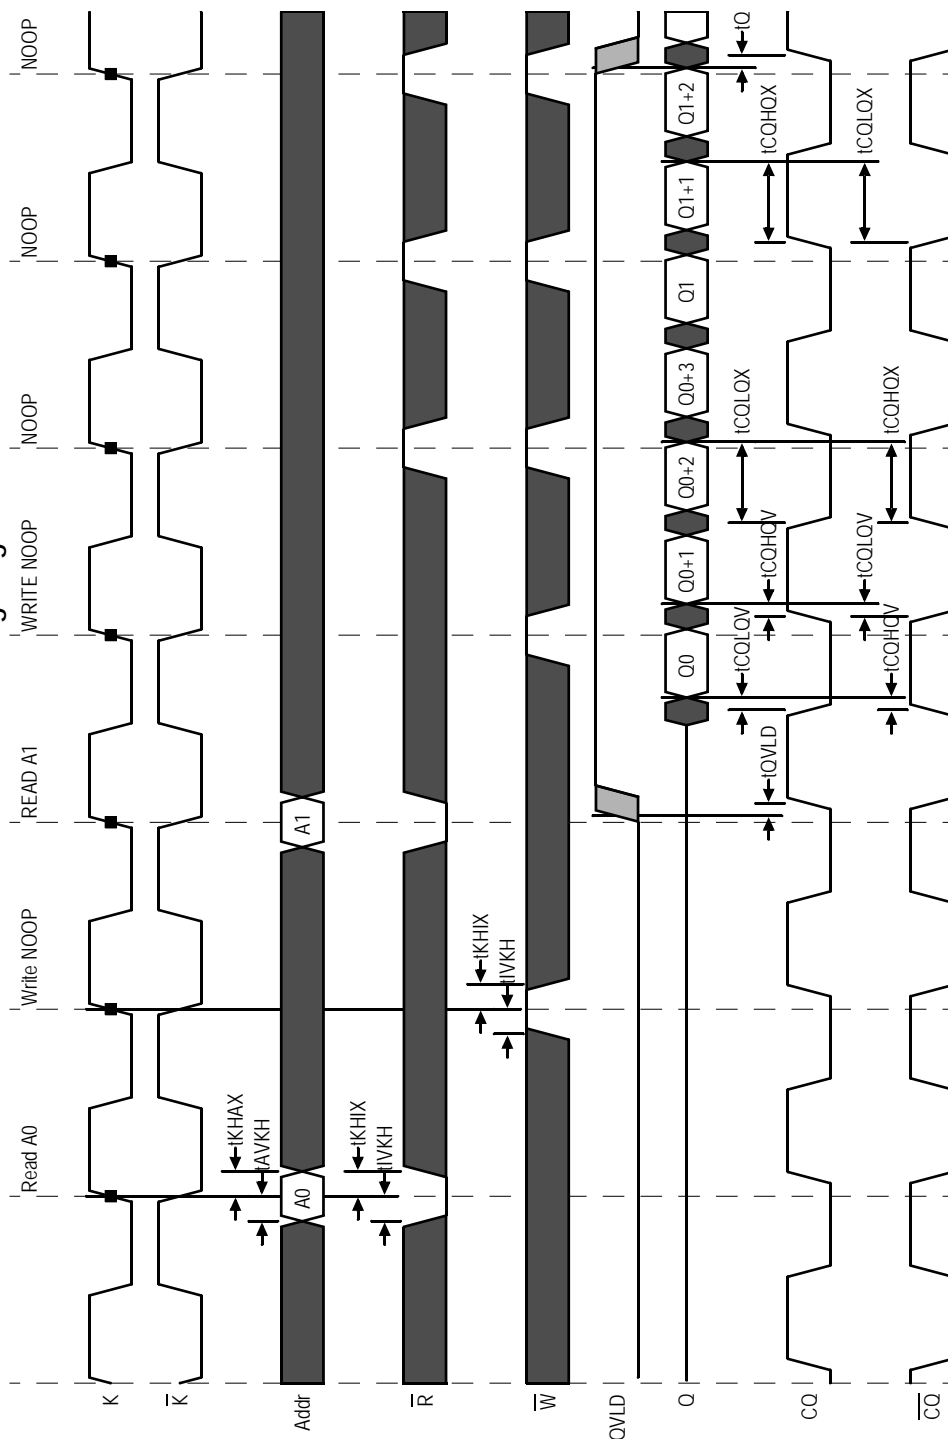 Read A0
Write NOOP
READ A1
WRITE NOOP
NOOP
NOOP
NOOP
K
K
tKHAX
tAVKH
Addr
A0
A1
tKHIX
tIVKH
R
tKHIX
tIVKH
W
QVLD
Q
Q0
Q0+1
Q0+2
Q0+3
Q1
Q1+1
Q1+2
tQVLD
tCQLQV
tCQHQV
tCQLQX
tCQHQX
tQ
CQ
tCQHQV
tCQLQV
tCQHQX
tCQLQX
CQ